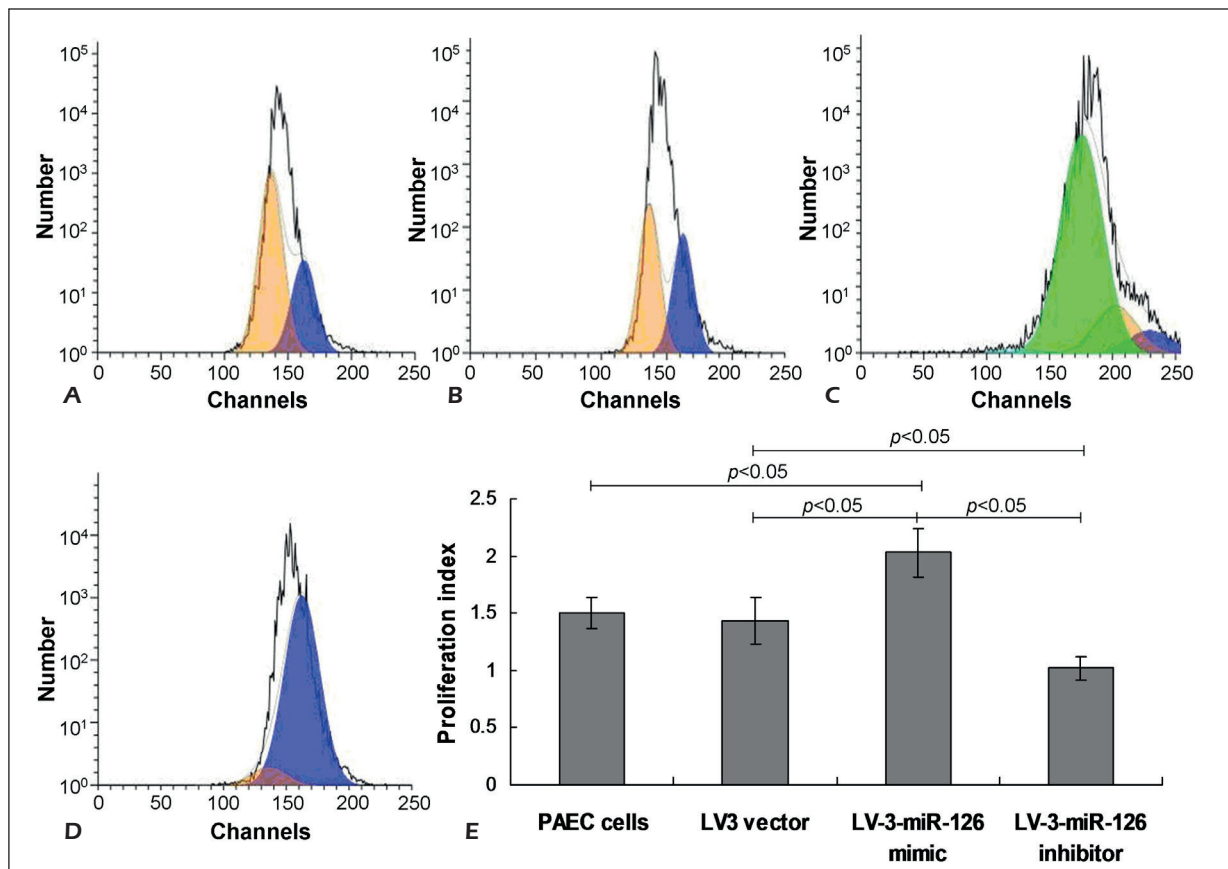 10⁵
10⁴
10³
10²
10¹
10⁰
Number
0 50 100 150 200 250
Channels
A
10⁵
10⁴
10³
10²
10¹
10⁰
Number
0 50 100 150 200 250
Channels
B
10⁵
10⁴
10³
10²
10¹
10⁰
Number
0 50 100 150 200 250
Channels
C
10⁴
10³
10²
10¹
10⁰
Number
0 50 100 150 200 250
Channels
D
p<0.05
p<0.05
p<0.05 p<0.05
2.5
2
1.5
1
0.5
0
Proliferation index
PAEC cells LV3 vector LV-3-miR-126 LV-3-miR-126
mimic inhibitor
E